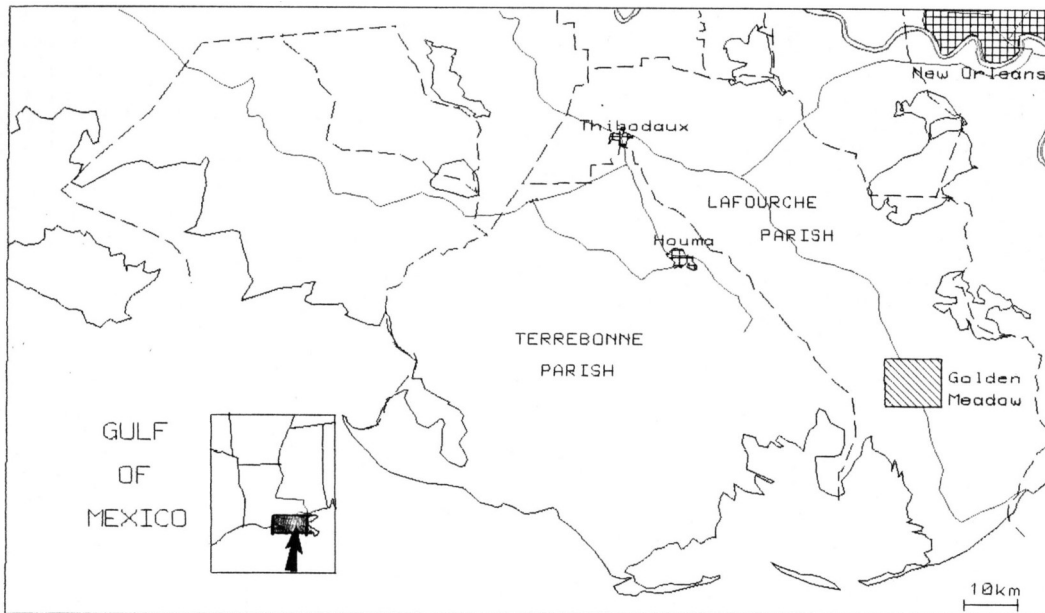 New Orleans
Thibodaux
LAFOURCHE
PARISH
Houma
TERREBONNE
PARISH
Golden
Meadow
GULF
OF
MEXICO
10km